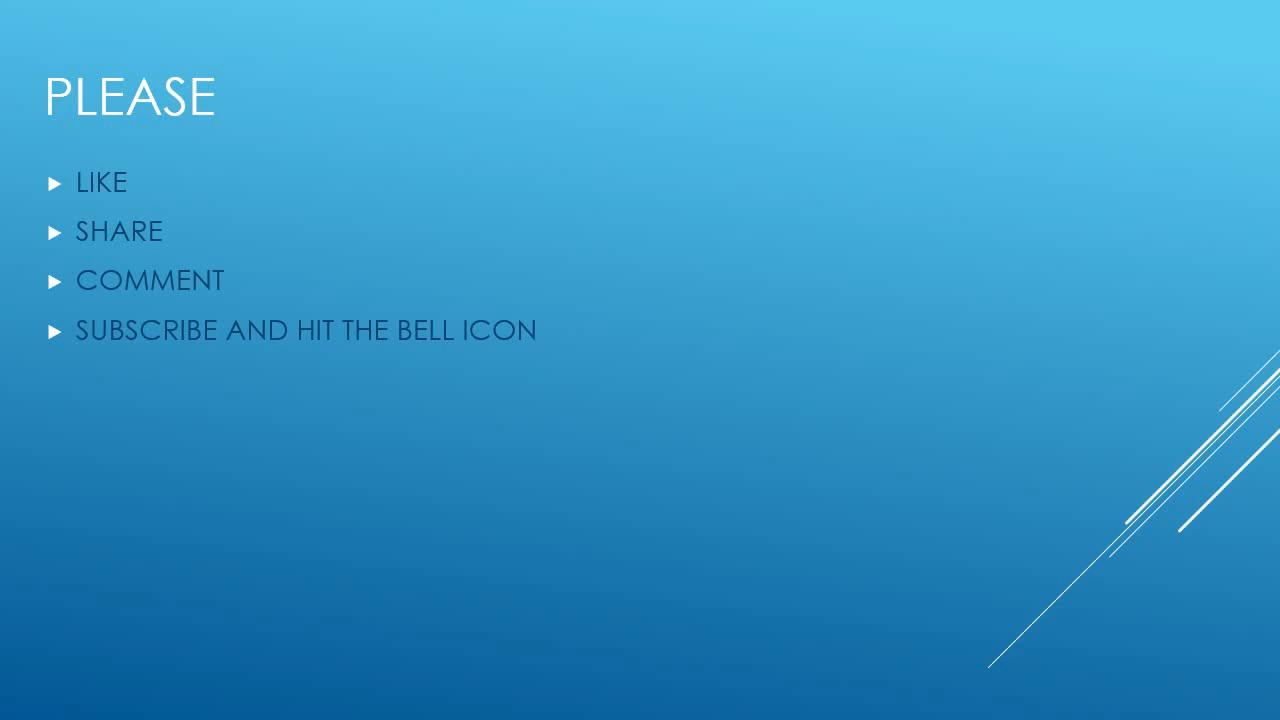 PLEASE
LIKE
SHARE
COMMENT
SUBSCRIBE AND HIT THE BELL ICON